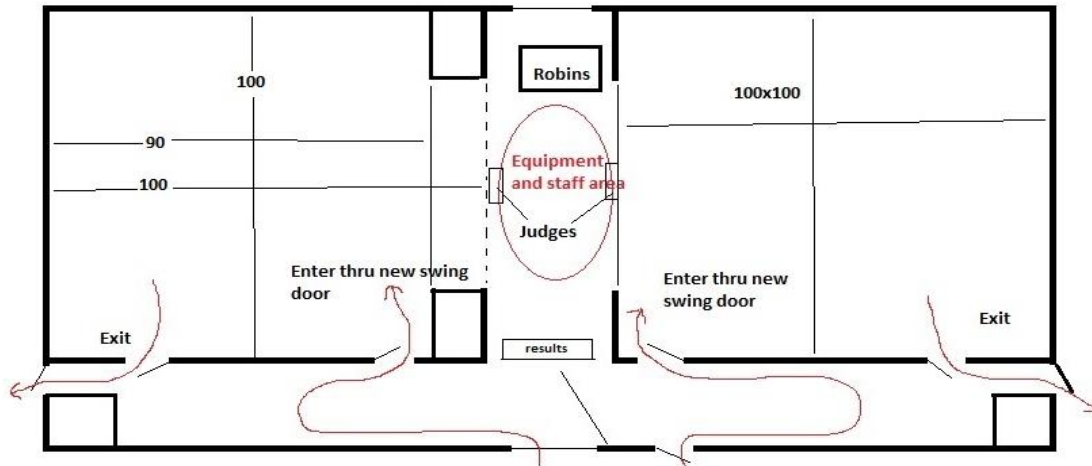 Robins
100
100x100
90
Equipment
and staff area
100
Judges
Enter thru new swing
door
Enter thru new
swing door
Exit
Exit
results